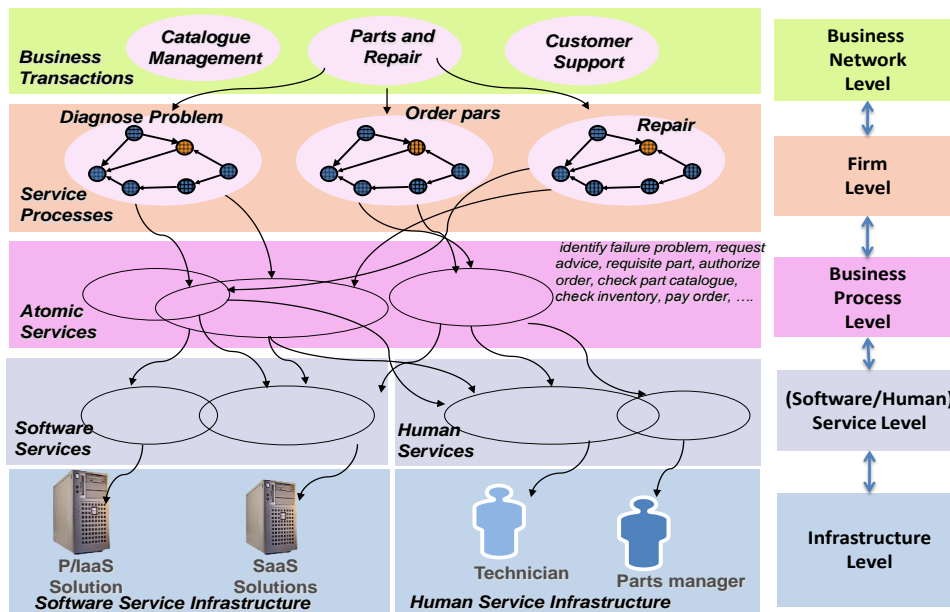 Catalogue
Management
Parts and
Repair
Customer
Support
Business
Transactions
Business
Network
Level
Diagnose Problem
Order pars
Repair
Service
Processes
Firm
Level
identify failure problem, request
advice, requisite part, authorize
order, check part catalogue,
check inventory, pay order, ….
Atomic
Services
Business
Process
Level
Software
Services
Human
Services
(Software/Human)
Service Level
P/IaaS
Solution
SaaS
Solutions
Technician
Parts manager
Software Service Infrastructure
Human Service Infrastructure
Infrastructure
Level